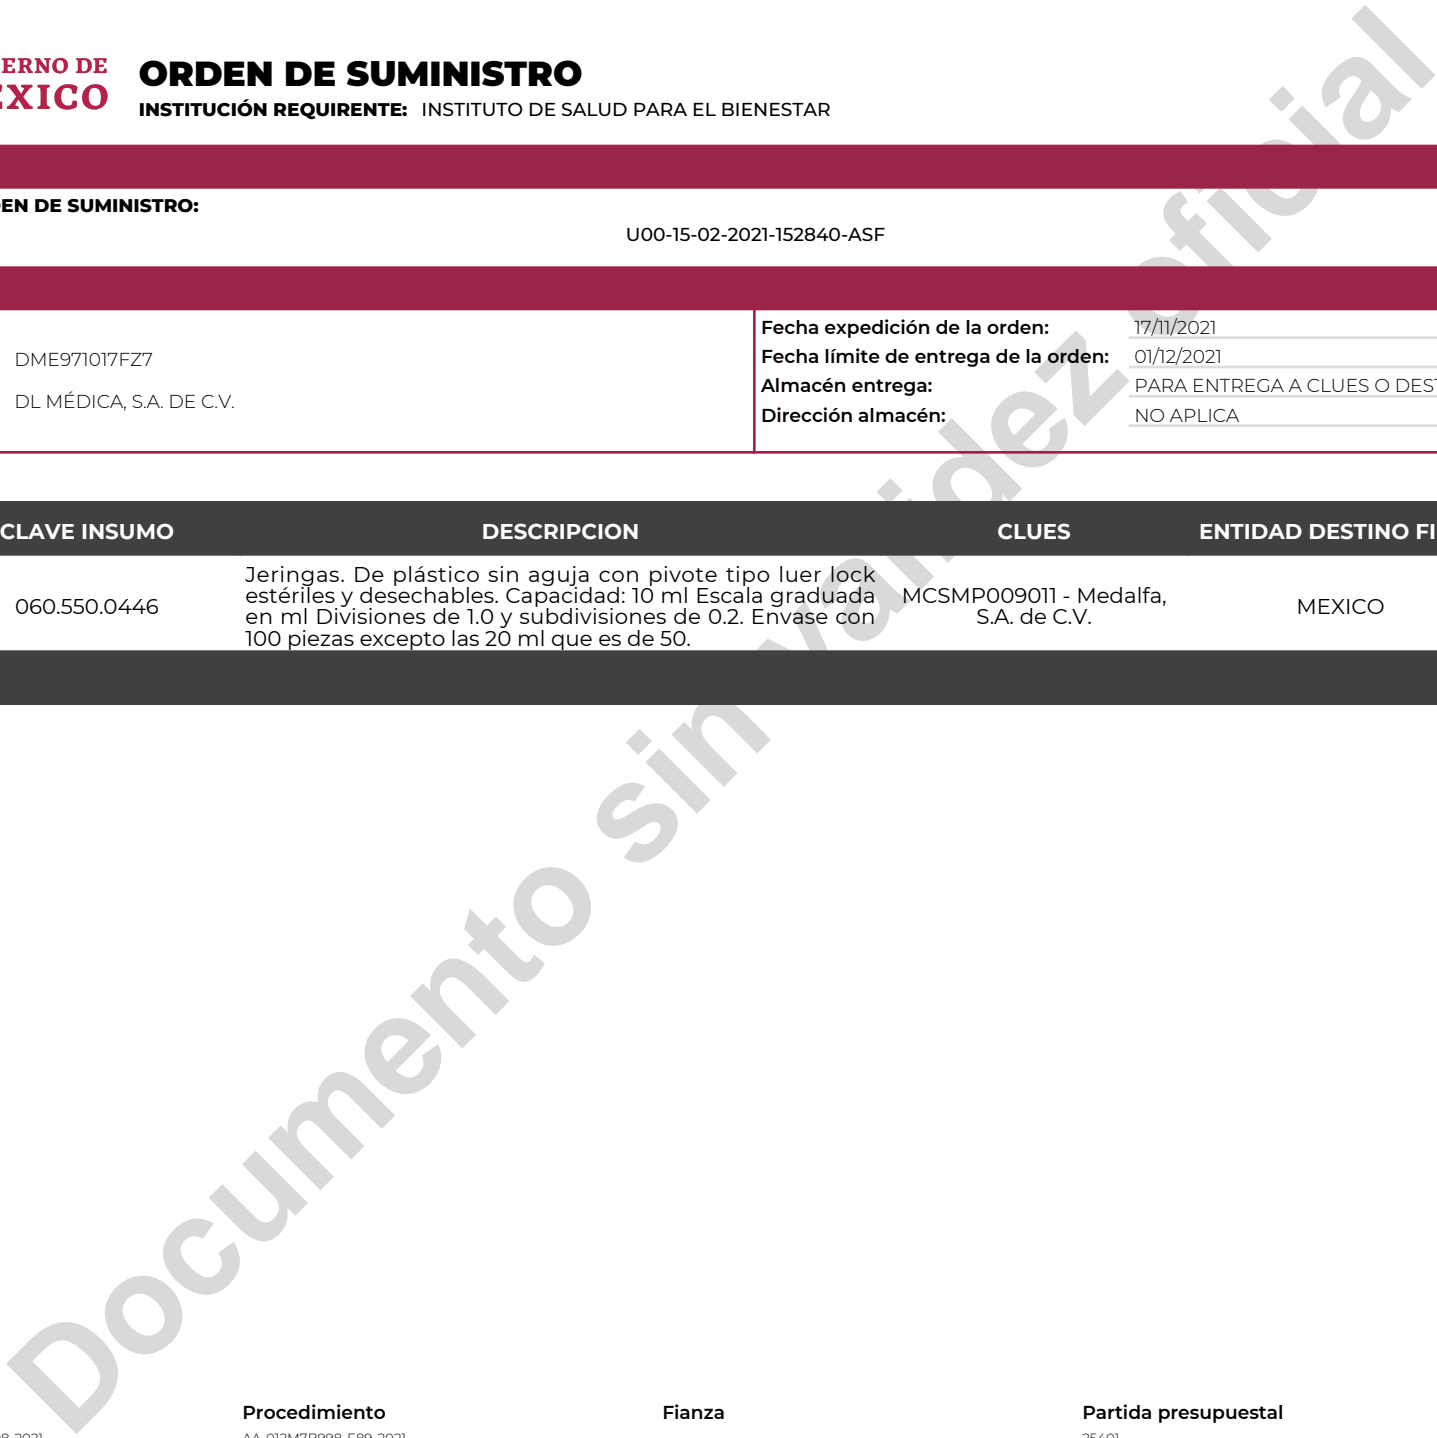 ERNO DE
ORDEN DE SUMINISTRO
INSTITUCIÓN REQUIRENTE: INSTITUTO DE SALUD PARA EL BIENESTAR
EN DE SUMINISTRO:
U00-15-02-2021-152840-ASF
DME971017FZ7
DL MÉDICA, S.A. DE C.V.
Fecha expedición de la orden: 17/11/2021
Fecha límite de entrega de la orden: 01/12/2021
Almacén entrega: PARA ENTREGA A CLUES O DEST
Dirección almacén: NO APLICA
CLAVE INSUMO DESCRIPCION CLUES ENTIDAD DESTINO FI
060.550.0446
Jeringas. De plástico sin aguja con pivote tipo luer lock
estériles y desechables. Capacidad: 10 ml Escala graduada
en ml Divisiones de 1.0 y subdivisiones de 0.2. Envase con
100 piezas excepto las 20 ml que es de 50.
MCSMP009011 - Medalfa,
S.A. de C.V.
MEXICO
Documento sin validez oficial
Procedimiento Fianza Partida presupuestal